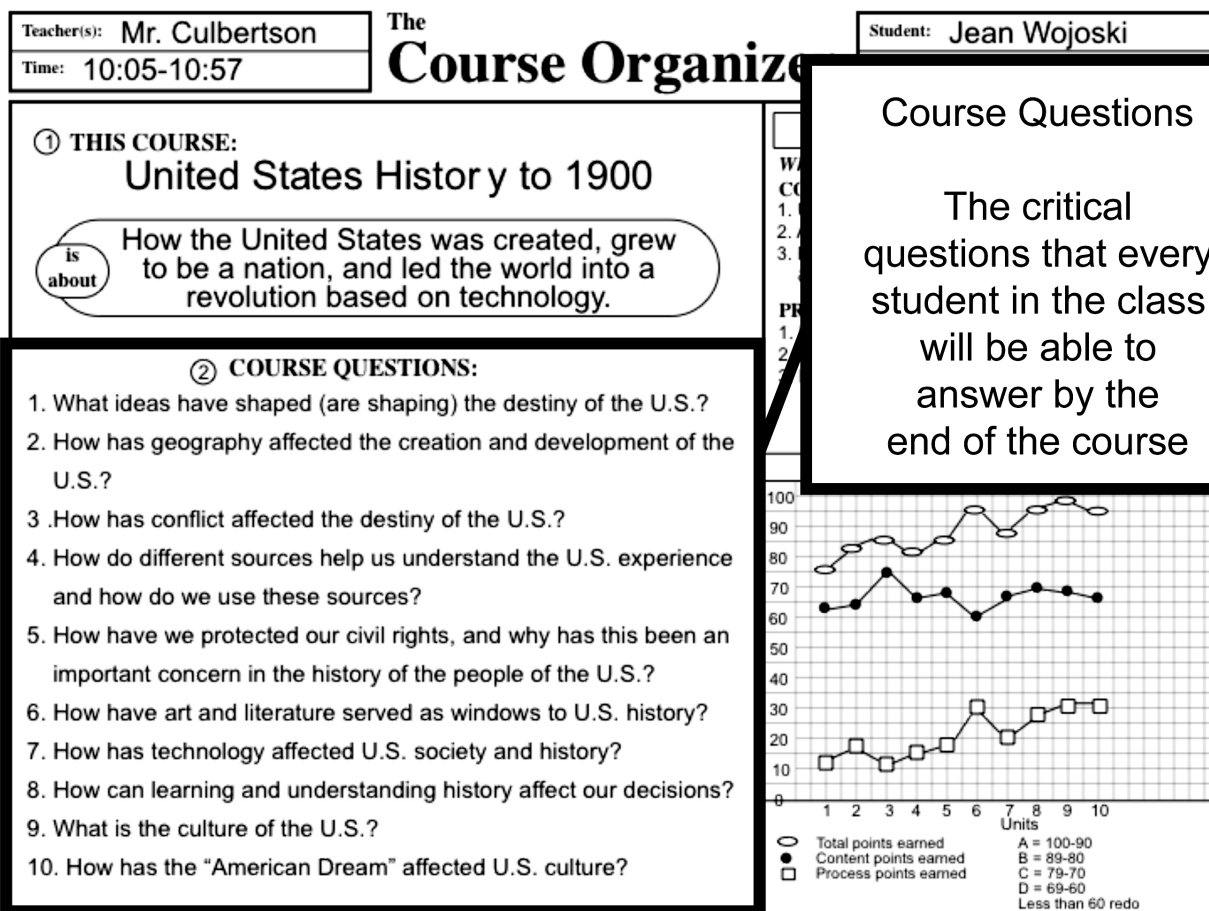 Teacher(s): Mr. Culbertson
Time: 10:05-10:57
The
Course Organize
Student: Jean Wojoski
① THIS COURSE:
United States History to 1900
is
about
How the United States was created, grew
to be a nation, and led the world into a
revolution based on technology.
② COURSE QUESTIONS:
1. What ideas have shaped (are shaping) the destiny of the U.S.?
2. How has geography affected the creation and development of the
U.S.?
3 .How has conflict affected the destiny of the U.S.?
4. How do different sources help us understand the U.S. experience
and how do we use these sources?
5. How have we protected our civil rights, and why has this been an
important concern in the history of the people of the U.S.?
6. How have art and literature served as windows to U.S. history?
7. How has technology affected U.S. society and history?
8. How can learning and understanding history affect our decisions?
9. What is the culture of the U.S.?
10. How has the “American Dream” affected U.S. culture?
Course Questions
The critical
questions that every
student in the class
will be able to
answer by the
end of the course
1.
2.
3.
1.
2
100
90
80
70
60
50
40
30
20
10
0
1 2 3 4 5 6 7 8 9 10
Units
Total points earned
Content points earned
Process points earned
A = 100-90
B = 89-80
C = 79-70
D = 69-60
Less than 60 redo